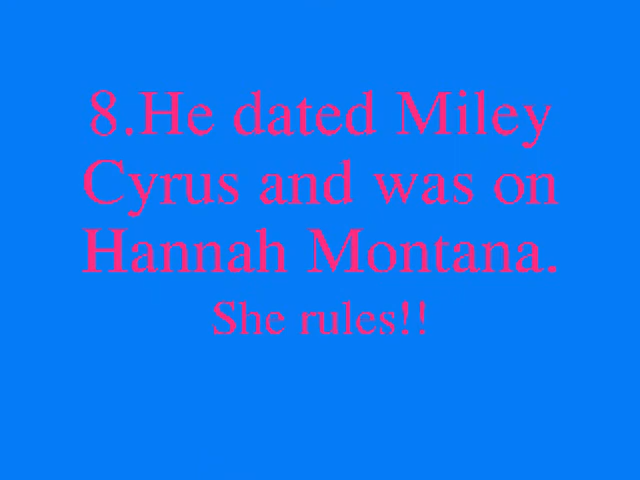 8.He dated Miley
Cyrus and was on
Hannah Montana.
She rules!!